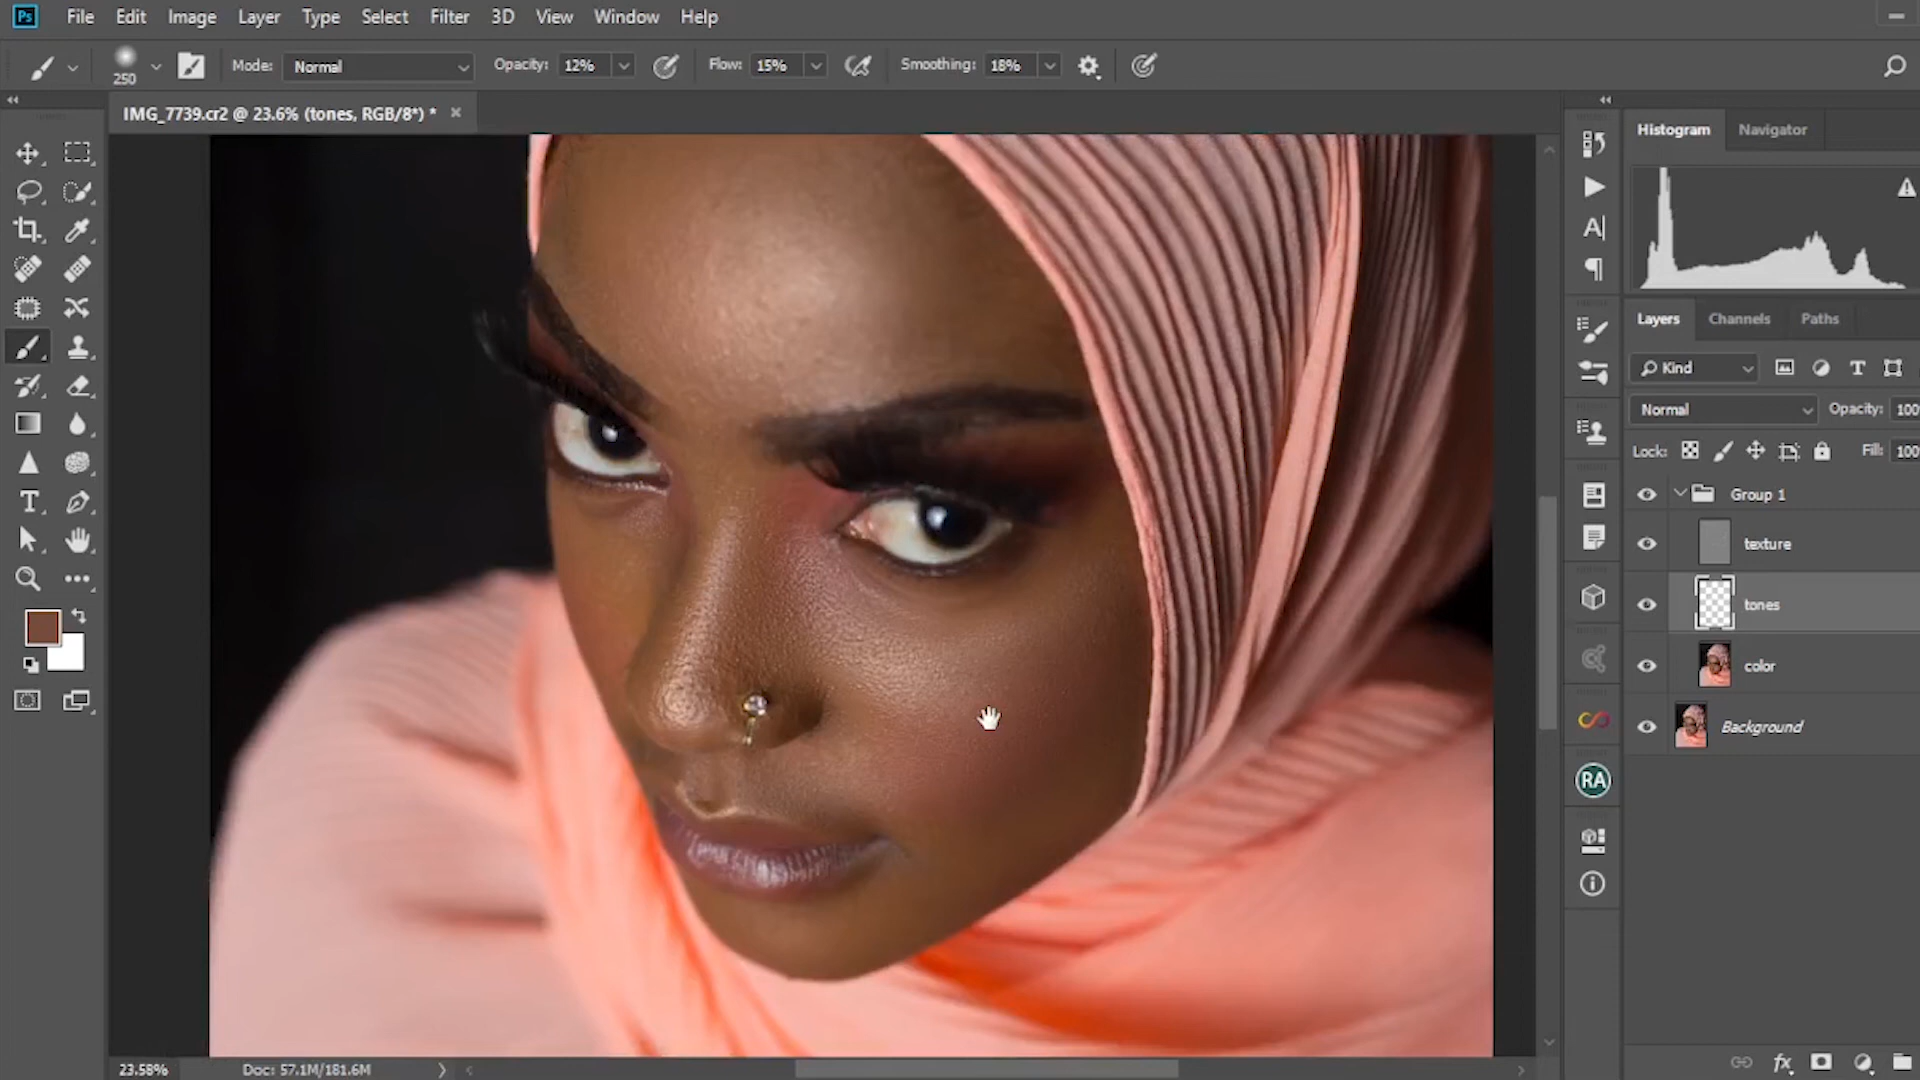 Ps File Edit Image Layer Type Select Filter 3D View Window Help
250 Mode: Normal Opacity: 12% Flow: 15% Smoothing: 18%
IMG_7739.cr2 @ 23.6% (tones, RGB/8*) * ×
Histogram Navigator
Layers Channels Paths
Kind
Normal Opacity: 100
Lock: Fill: 100
Group 1
texture
tones
color
Background
RA
23.58% Doc: 57.1M/181.6M